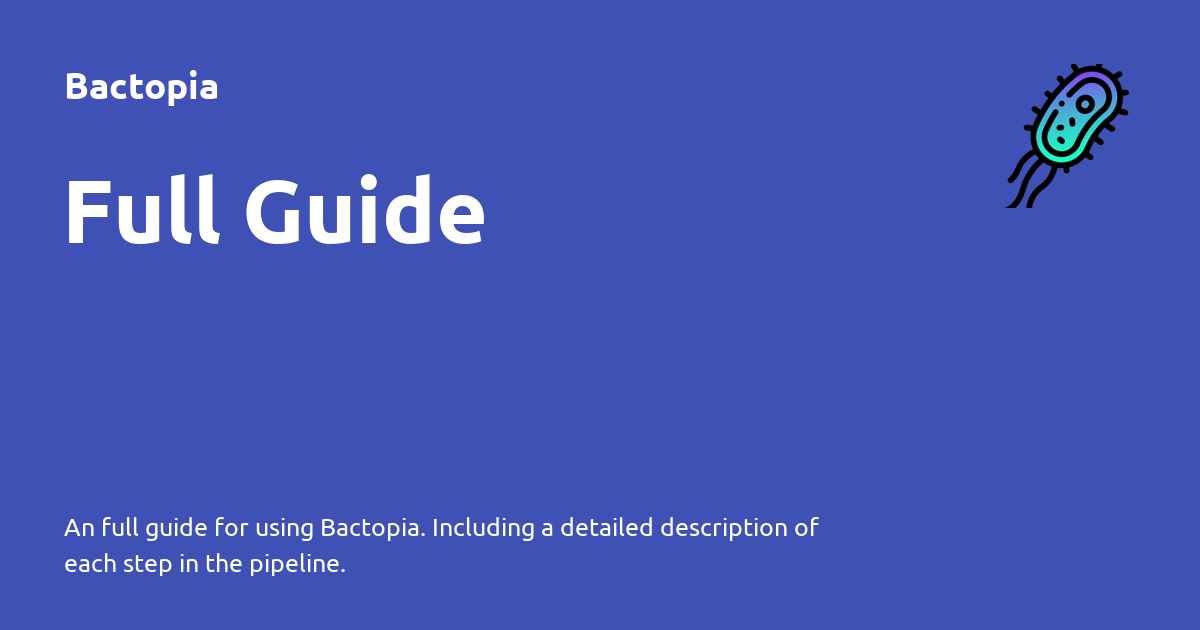 Bactopia
Full Guide
An full guide for using Bactopia. Including a detailed description of
each step in the pipeline.